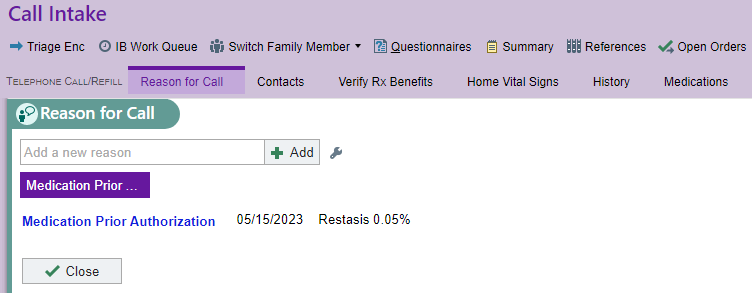 Call Intake
Triage Enc IB Work Queue Switch Family Member Questionnaires Summary References Open Orders
TELEPHONE CALL/REFILL Reason for Call Contacts Verify Rx Benefits Home Vital Signs History Medications
Reason for Call
Add a new reason Add
Medication Prior ...
Medication Prior Authorization 05/15/2023 Restasis 0.05%
Close